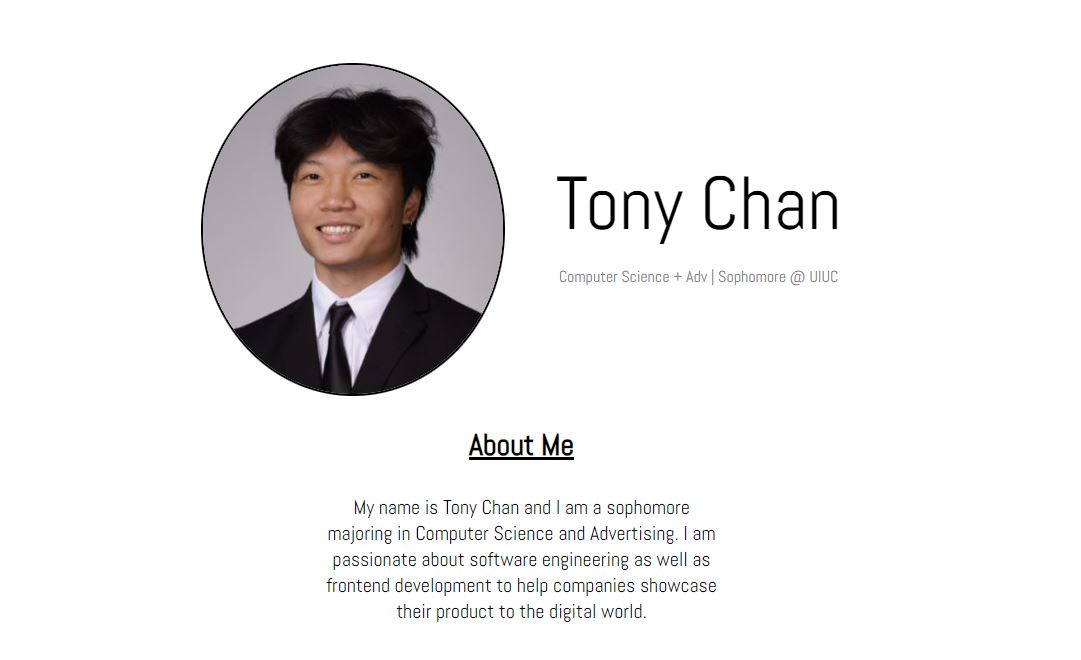 Tony Chan
Computer Science + Adv | Sophomore @ UIUC
About Me
My name is Tony Chan and I am a sophomore
majoring in Computer Science and Advertising. I am
passionate about software engineering as well as
frontend development to help companies showcase
their product to the digital world.